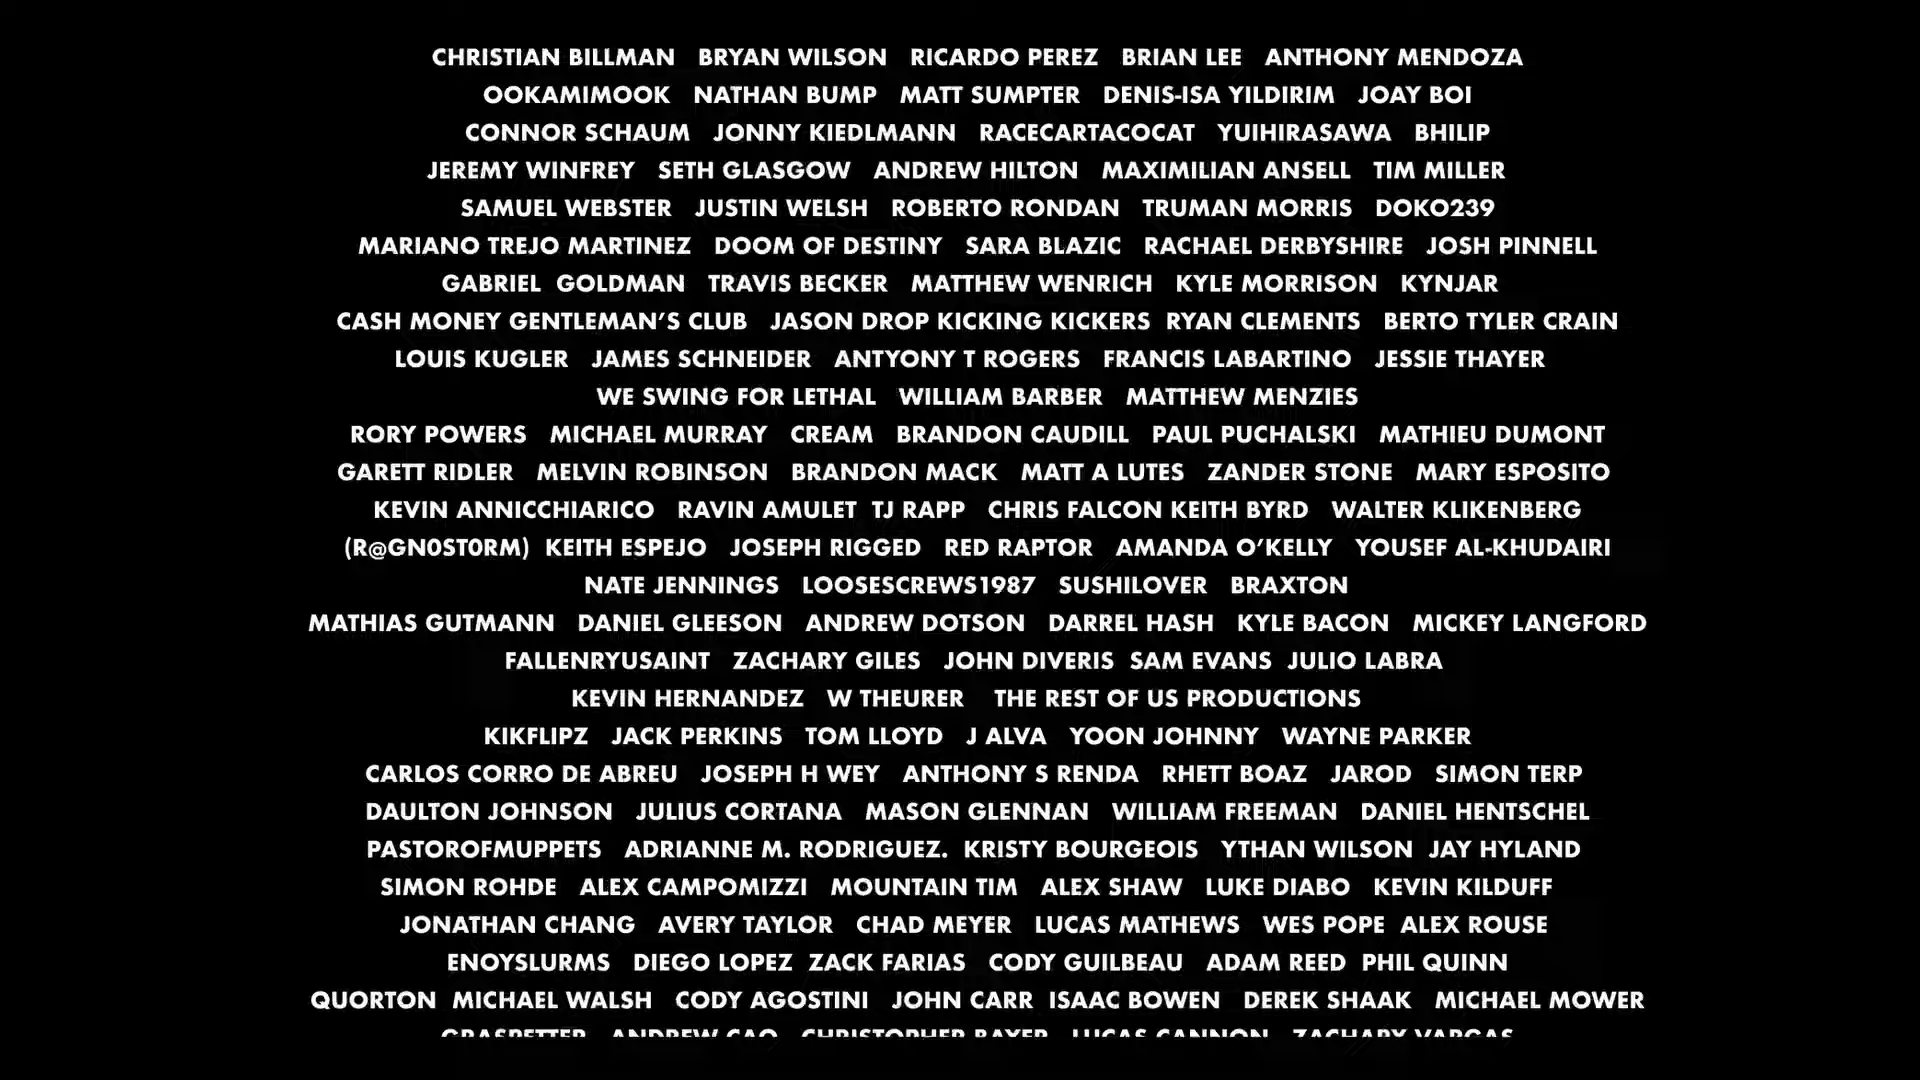 CHRISTIAN BILLMAN BRYAN WILSON RICARDO PEREZ BRIAN LEE ANTHONY MENDOZA
OOKAMIMOOK NATHAN BUMP MATT SUMPTER DENIS-ISA YILDIRIM JOAY BOI
CONNOR SCHAUM JONNY KIEDLMANN RACECARTACOCAT YUIHIRASAWA BHILIP
JEREMY WINFREY SETH GLASGOW ANDREW HILTON MAXIMILIAN ANSELL TIM MILLER
SAMUEL WEBSTER JUSTIN WELSH ROBERTO RONDAN TRUMAN MORRIS DOKO239
MARIANO TREJO MARTINEZ DOOM OF DESTINY SARA BLAZIC RACHAEL DERBYSHIRE JOSH PINNELL
GABRIEL GOLDMAN TRAVIS BECKER MATTHEW WENRICH KYLE MORRISON KYNJAR
CASH MONEY GENTLEMAN'S CLUB JASON DROP KICKING KICKERS RYAN CLEMENTS BERTO TYLER CRAIN
LOUIS KUGLER JAMES SCHNEIDER ANTYONY T ROGERS FRANCIS LABARTINO JESSIE THAYER
WE SWING FOR LETHAL WILLIAM BARBER MATTHEW MENZIES
RORY POWERS MICHAEL MURRAY CREAM BRANDON CAUDILL PAUL PUCHALSKI MATHIEU DUMONT
GARETT RIDLER MELVIN ROBINSON BRANDON MACK MATT A LUTES ZANDER STONE MARY ESPOSITO
KEVIN ANNICCHIARICO RAVIN AMULET TJ RAPP CHRIS FALCON KEITH BYRD WALTER KLIKENBERG
(R@GN0ST0RM) KEITH ESPEJO JOSEPH RIGGED RED RAPTOR AMANDA O'KELLY YOUSEF AL-KHUDAIRI
NATE JENNINGS LOOSESCREWS1987 SUSHILOVER BRAXTON
MATHIAS GUTMANN DANIEL GLEESON ANDREW DOTSON DARREL HASH KYLE BACON MICKEY LANGFORD
FALLENRYUSAINT ZACHARY GILES JOHN DIVERIS SAM EVANS JULIO LABRA
KEVIN HERNANDEZ W THEURER THE REST OF US PRODUCTIONS
KIKFLIPZ JACK PERKINS TOM LLOYD J ALVA YOON JOHNNY WAYNE PARKER
CARLOS CORRO DE ABREU JOSEPH H WEY ANTHONY S RENDA RHETT BOAZ JAROD SIMON TERP
DAULTON JOHNSON JULIUS CORTANA MASON GLENNAN WILLIAM FREEMAN DANIEL HENTSCHEL
PASTOROFMUPPETS ADRIANNE M. RODRIGUEZ. KRISTY BOURGEOIS YTHAN WILSON JAY HYLAND
SIMON ROHDE ALEX CAMPOMIZZI MOUNTAIN TIM ALEX SHAW LUKE DIABO KEVIN KILDUFF
JONATHAN CHANG AVERY TAYLOR CHAD MEYER LUCAS MATHEWS WES POPE ALEX ROUSE
ENOYSLURMS DIEGO LOPEZ ZACK FARIAS CODY GUILBEAU ADAM REED PHIL QUINN
QUORTON MICHAEL WALSH CODY AGOSTINI JOHN CARR ISAAC BOWEN DEREK SHAAK MICHAEL MOWER
ANDREW CAO CHRISTOPHER BAYER LUCAS CANNON ZACHARY VARGAS